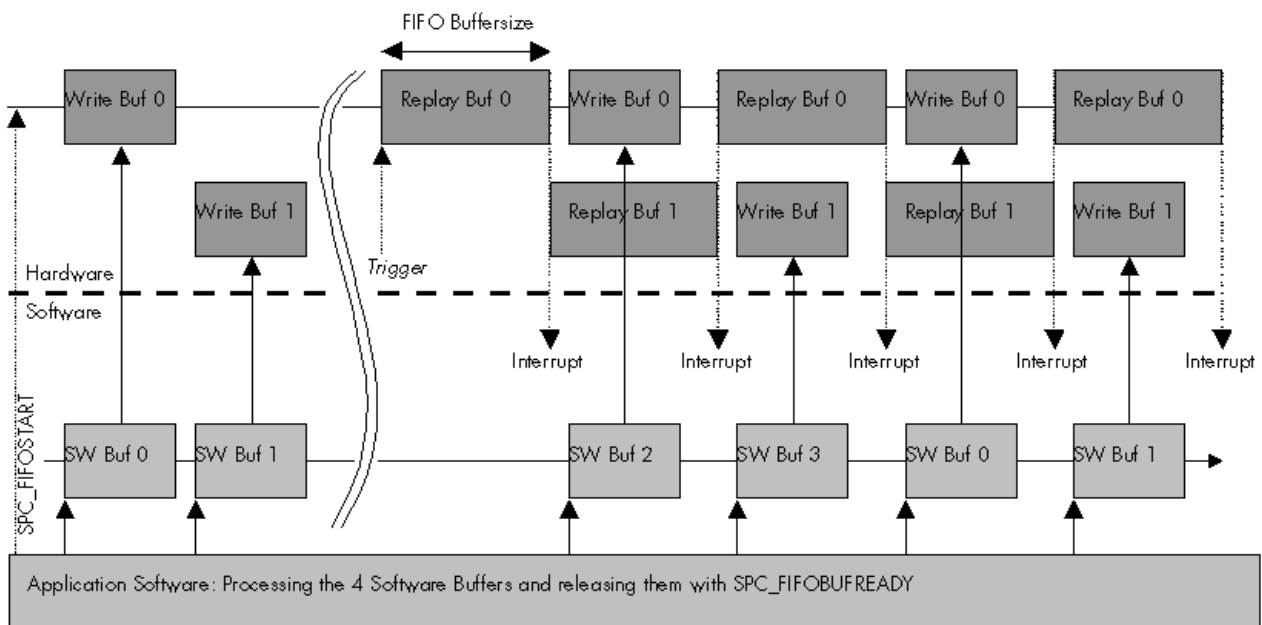 FIFO Buffersize
Write Buf 0
Replay Buf 0
Write Buf 0
Replay Buf 0
Write Buf 0
Replay Buf 0
Write Buf 1
Replay Buf 1
Write Buf 1
Replay Buf 1
Write Buf 1
Hardware
Trigger
Software
Interrupt
Interrupt
Interrupt
Interrupt
Interrupt
SPC_FIFOSTART
SW Buf 0
SW Buf 1
SW Buf 2
SW Buf 3
SW Buf 0
SW Buf 1
Application Software: Processing the 4 Software Buffers and releasing them with SPC_FIFOBUFREADY